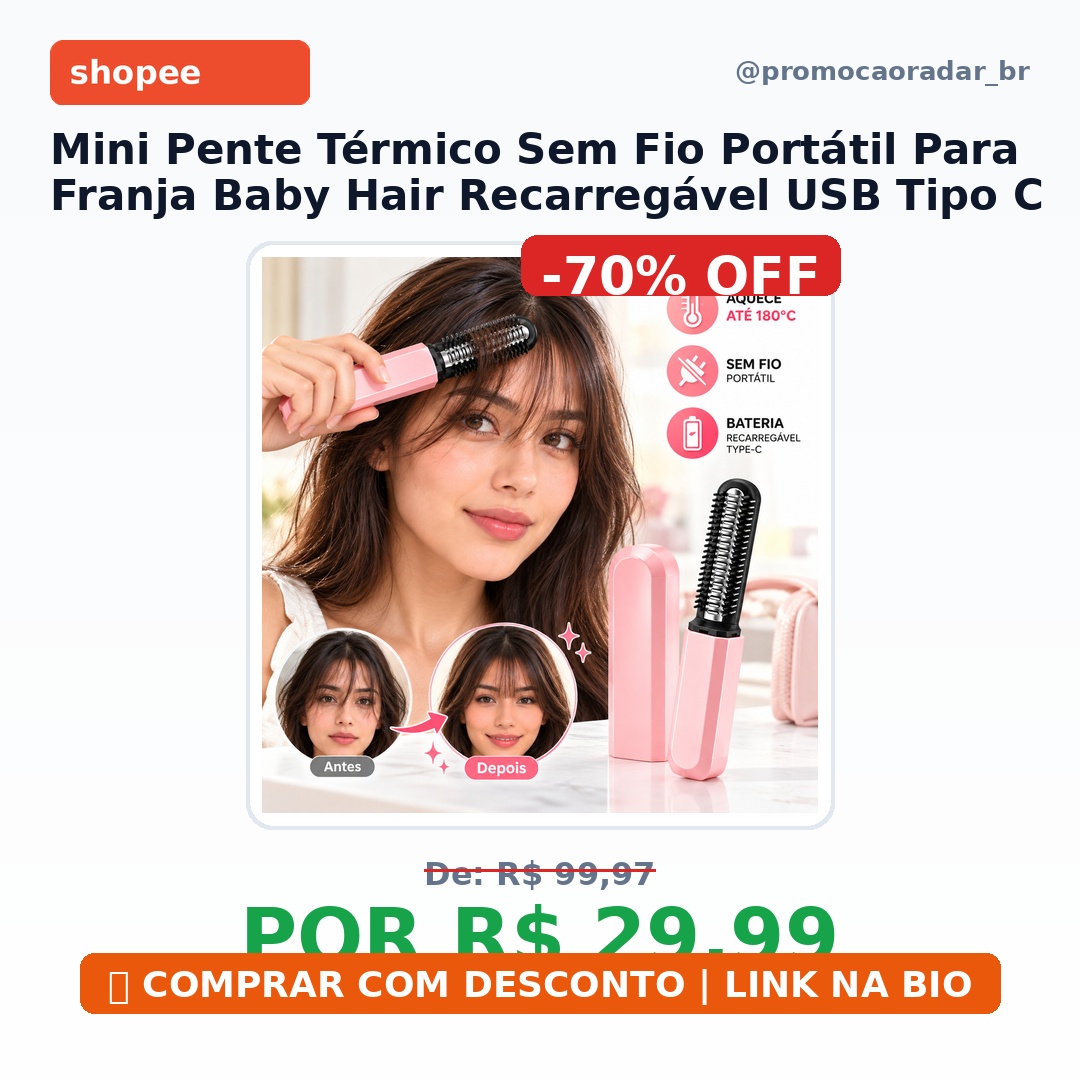 shopee
@promocaoradar_br
Mini Pente Térmico Sem Fio Portátil Para
Franja Baby Hair Recarregável USB Tipo C
-70% OFF
AQUECE
ATÉ 180°C
SEM FIO
PORTÁTIL
BATERIA
RECARREGÁVEL
TYPE-C
Antes
Depois
De: R$ 99,97
POR R$ 29,99
COMPRAR COM DESCONTO | LINK NA BIO